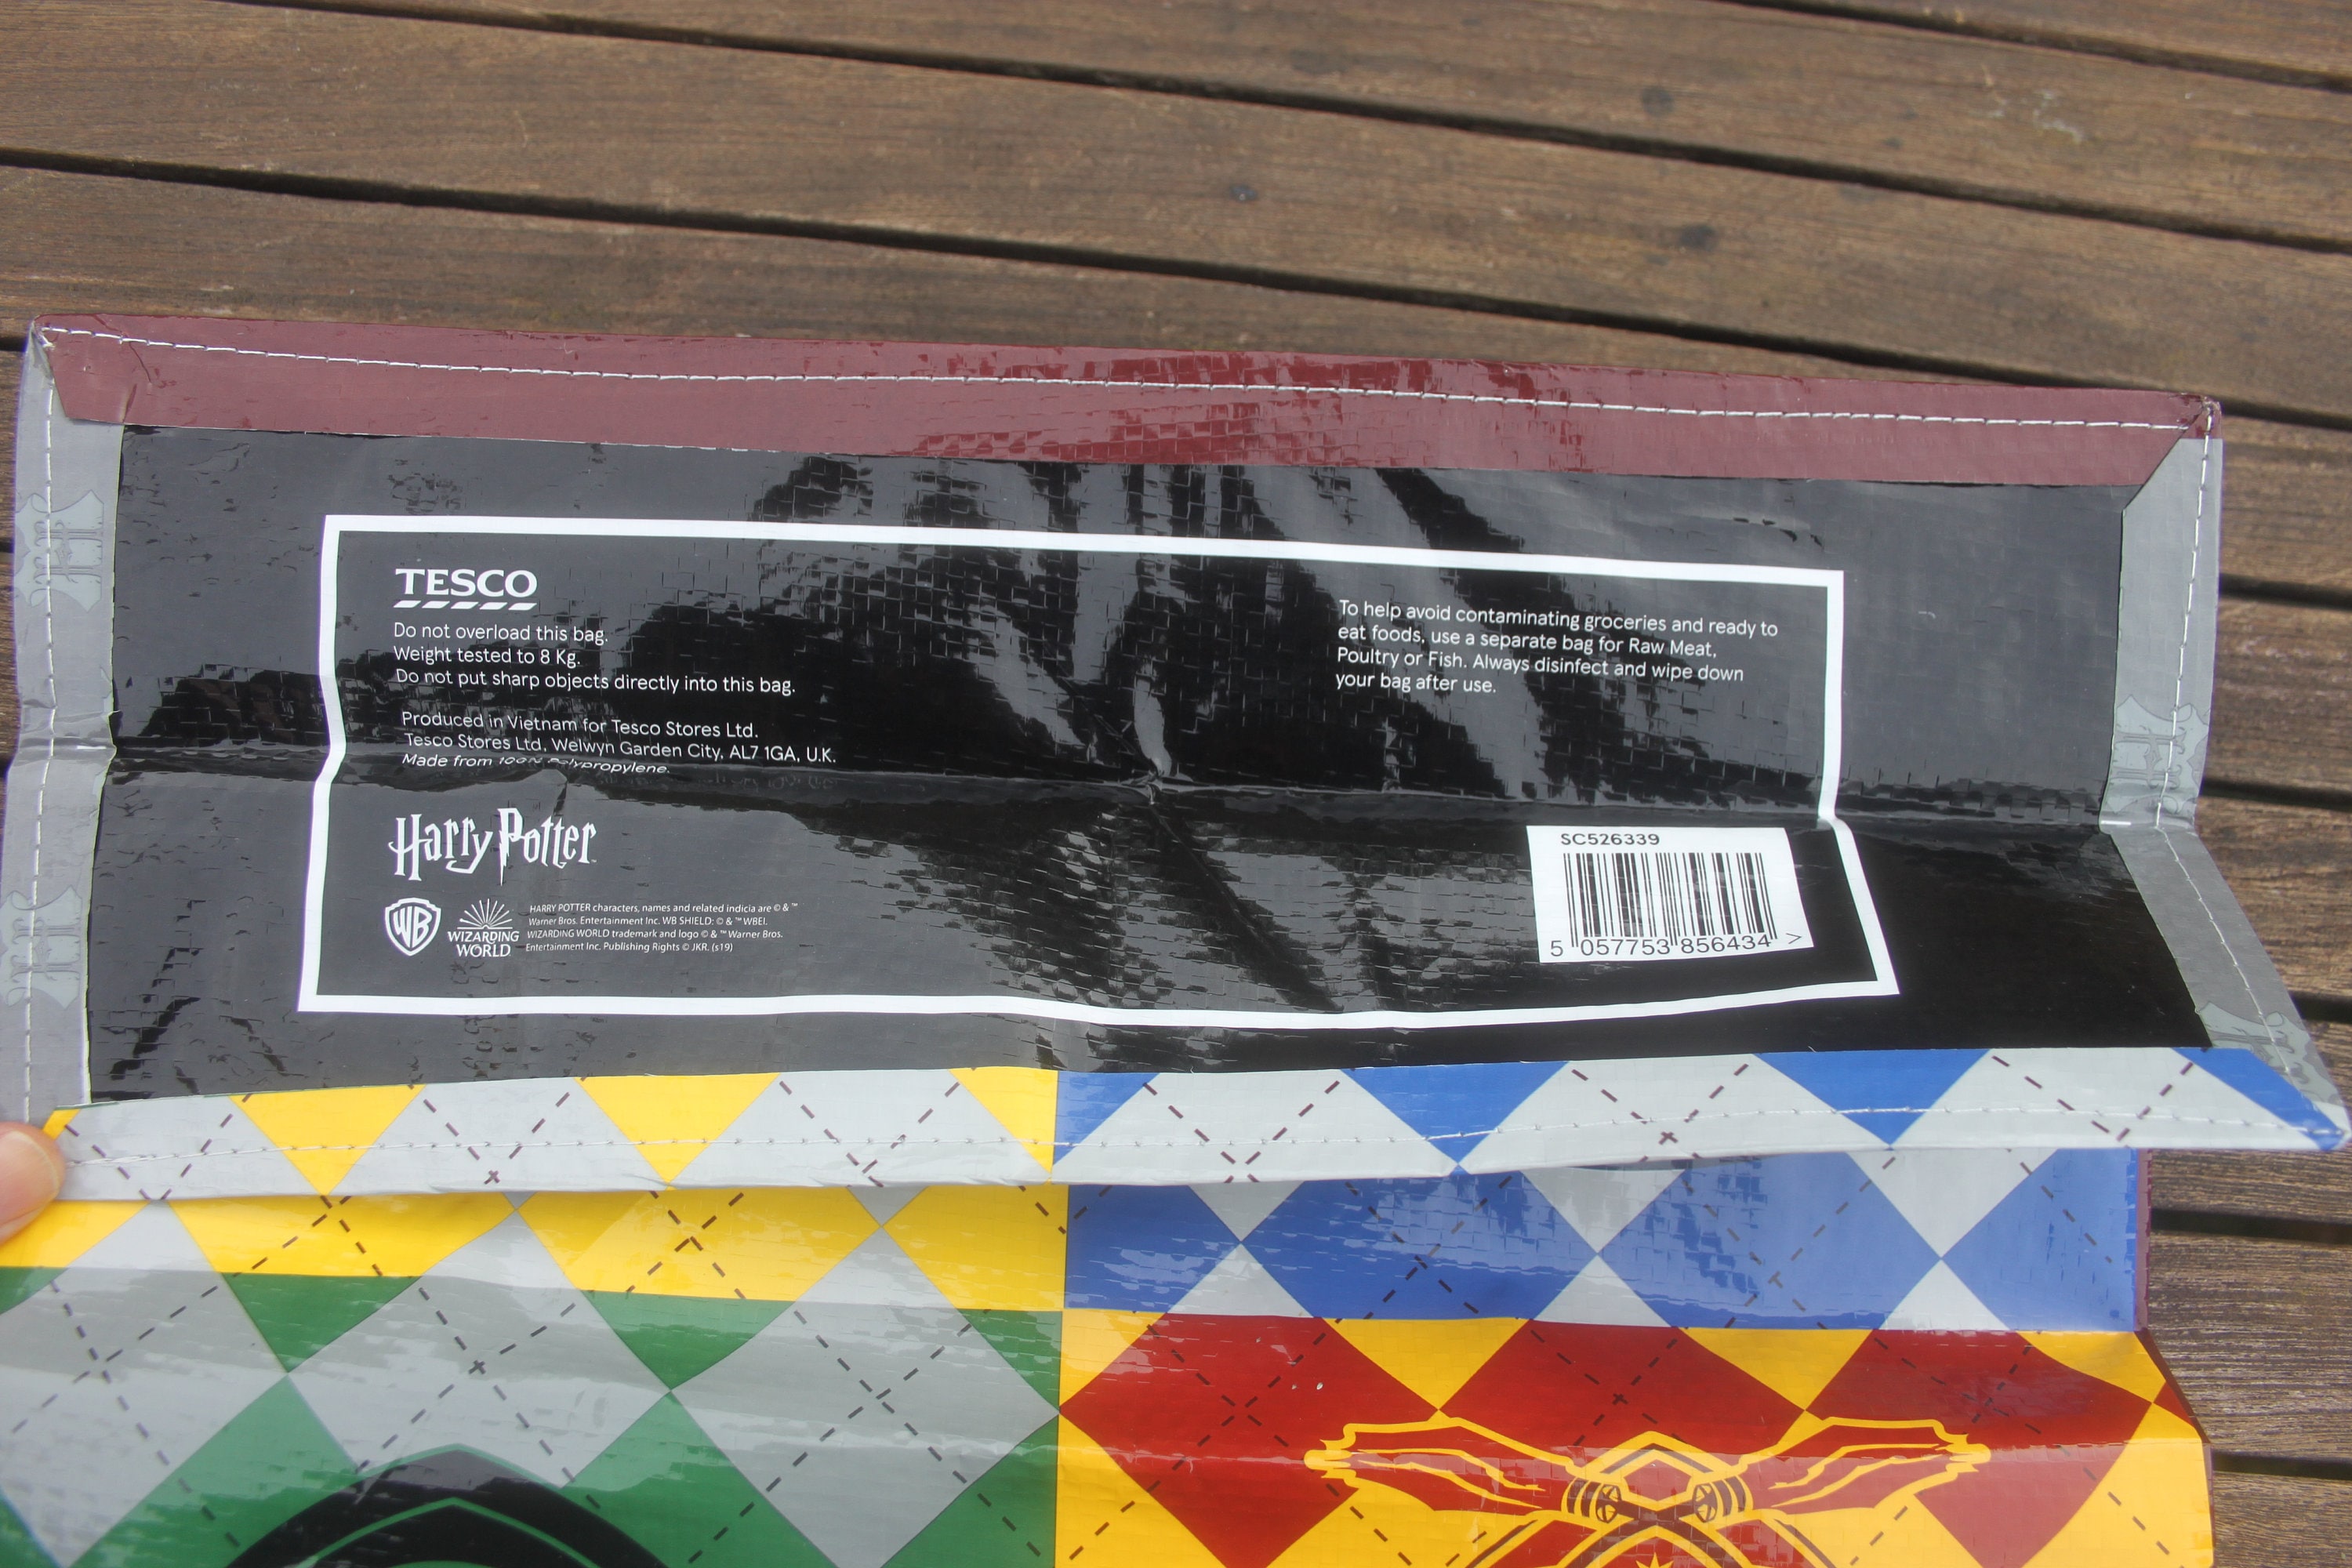 TESCO
Do not overload this bag.
Weight tested to 8 Kg.
Do not put sharp objects directly into this bag.
Produced in Vietnam for Tesco Stores Ltd.
Tesco Stores Ltd, Welwyn Garden City, AL7 1GA, U.K.
Made from 100% Polypropylene.
Harry Potter
WB
WIZARDING
WORLD
HARRY POTTER characters, names and related indicia are © & ™
Warner Bros. Entertainment Inc. WB SHIELD: © & ™ WBEI.
WIZARDING WORLD trademark and logo © & ™ Warner Bros.
Entertainment Inc. Publishing Rights © JKR. (s19)
To help avoid contaminating groceries and ready to
eat foods, use a separate bag for Raw Meat,
Poultry or Fish. Always disinfect and wipe down
your bag after use.
SC526339
5 057753 856434 >